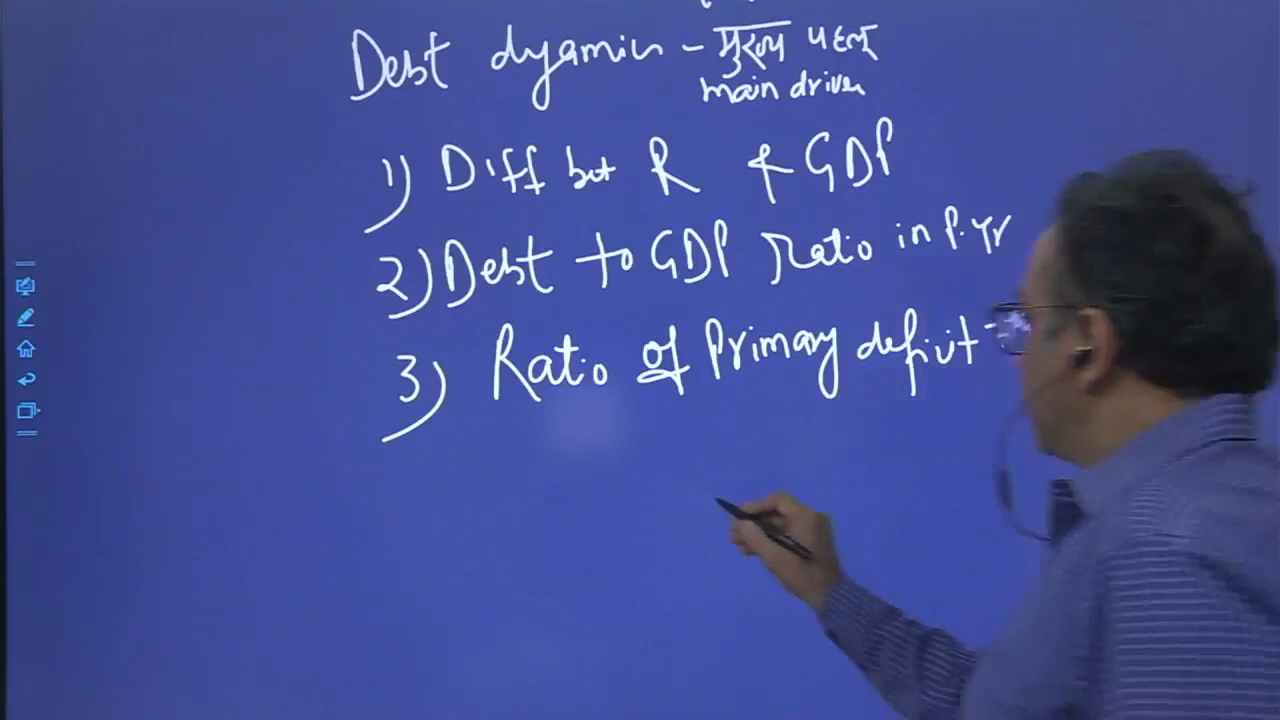 Debt dyamics - मुख्य पहलू
main driver
1) Diff bet R & GDP
2) Debt to GDP Ratio in P.Yr
3) Ratio of Primary deficit